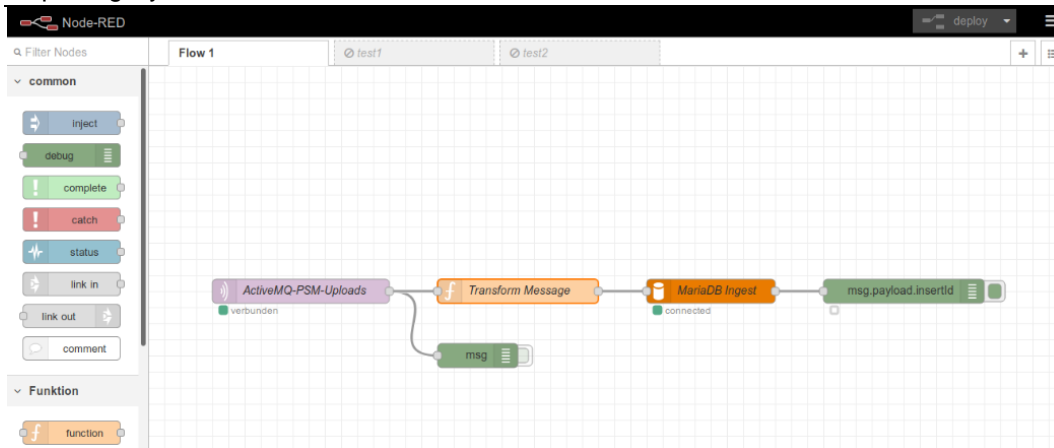 Node-RED
deploy
Filter Nodes
Flow 1
test1
test2
common
inject
debug
complete
catch
status
link in
link out
comment
Funktion
function
ActiveMQ-PSM-Uploads
verbunden
Transform Message
MariaDB Ingest
connected
msg.payload.insertId
msg